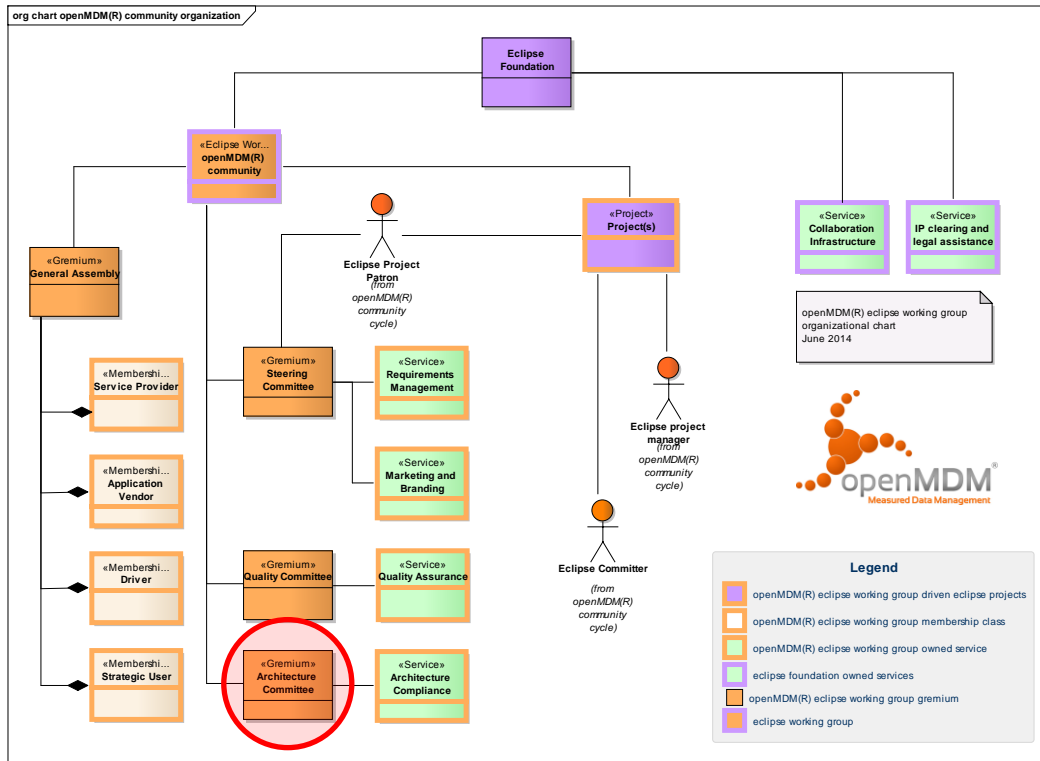 org chart openMDM(R) community organization
Eclipse
Foundation
«Eclipse Wor...
openMDM(R)
community
«Project»
Project(s)
«Service»
Collaboration
Infrastructure
«Service»
IP clearing and
legal assistance
Eclipse Project
Patron
(from
openMDM(R)
community
cycle)
«Gremium»
General Assembly
openMDM(R) eclipse working group
organizational chart
June 2014
«Membershi...
Service Provider
«Gremium»
Steering
Committee
«Service»
Requirements
Management
Eclipse project
manager
(from
openMDM(R)
community
cycle)
«Membershi...
Application
Vendor
«Service»
Marketing and
Branding
openMDM®
Measured Data Management
«Membershi...
Driver
«Gremium»
Quality Committee
«Service»
Quality Assurance
Eclipse Committer
(from
openMDM(R)
community
cycle)
«Membershi...
Strategic User
«Gremium»
Architecture
Committee
«Service»
Architecture
Compliance
Legend
openMDM(R) eclipse working group driven eclipse projects
openMDM(R) eclipse working group membership class
openMDM(R) eclipse working group owned service
eclipse foundation owned services
openMDM(R) eclipse working group gremium
eclipse working group